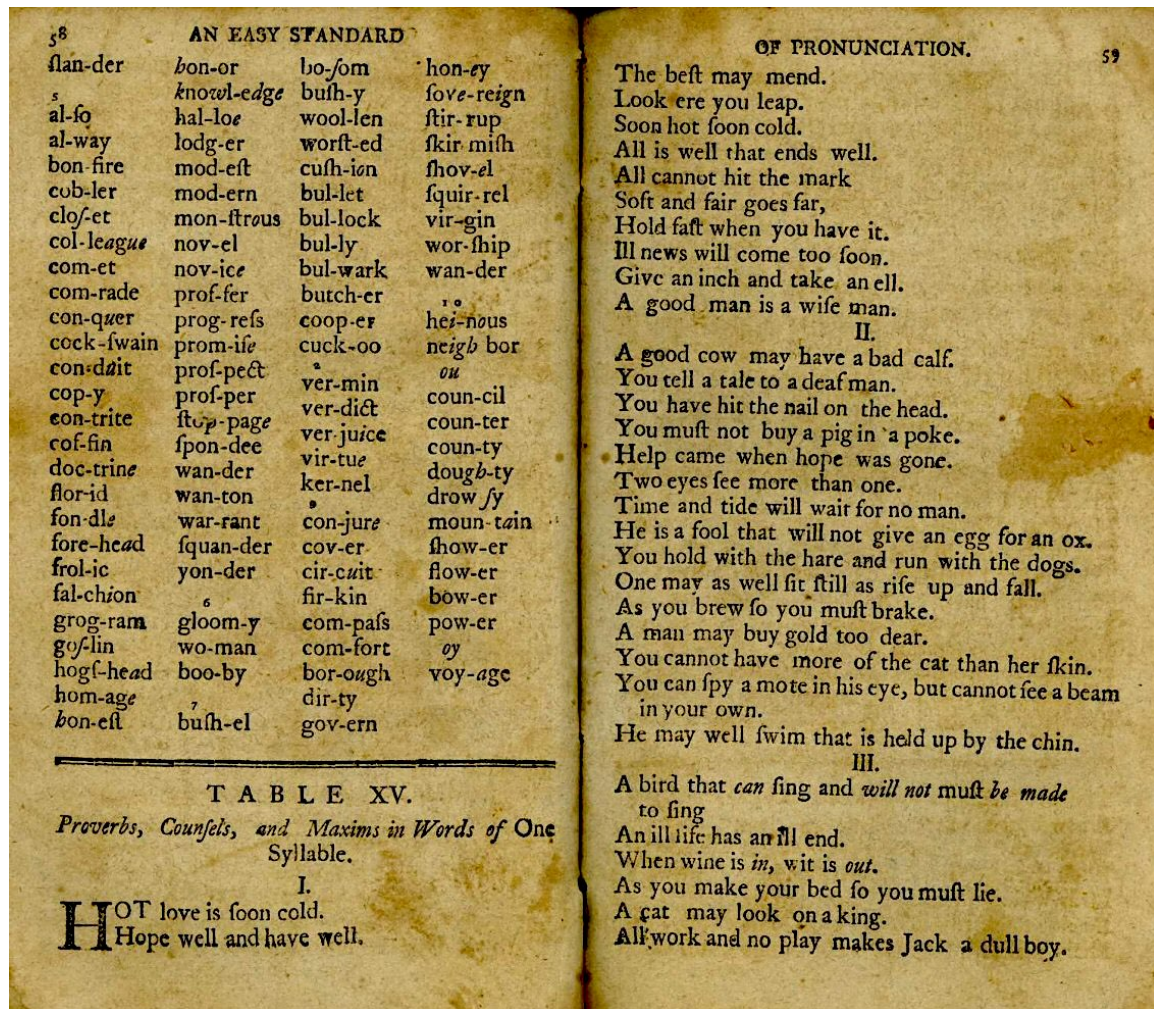 58 AN EASY STANDARD
ſlan-der
5
al-ſo
al-way
bon-fire
cob-ler
cloſ-et
col-league
com-et
com-rade
con-quer
cock-ſwain
con-duit
cop-y
con-trite
cof-fin
doc-trine
flor-id
fon-dle
fore-head
frol-ic
fal-chion
grog-ram
goſ-lin
hogſ-head
hom-age
hon-eſt
hon-or
knowl-edge
hal-loe
lodg-er
mod-eſt
mod-ern
mon-ſtrous
nov-el
nov-ice
prof-fer
prog-reſs
prom-iſe
proſ-pect
proſ-per
ſtop-page
ſpon-dee
wan-der
wan-ton
war-rant
ſquan-der
yon-der
6
gloom-y
wo-man
boo-by
7
buſh-el
bo-ſom
buſh-y
wool-len
worſt-ed
cuſh-ion
bul-let
bul-lock
bul-ly
bul-wark
butch-er
coop-er
cuck-oo
ver-min
ver-dict
ver-juice
vir-tue
ker-nel
9
con-jure
cov-er
cir-cuit
fir-kin
com-paſs
com-fort
bor-ough
dir-ty
gov-ern
hon-ey
ſove-reign
ſtir-rup
ſkir miſh
ſhov-el
ſquir-rel
vir-gin
wor-ſhip
wan-der
10
hei-nous
neigh bor
ou
coun-cil
coun-ter
coun-ty
dough-ty
drow ſy
moun-tain
ſhow-er
flow-er
bow-er
pow-er
oy
voy-age
TABLE XV.
Proverbs, Counſels, and Maxims in Words of One
Syllable.
I.
HOT love is ſoon cold.
Hope well and have well.
OF PRONUNCIATION. 59
The beſt may mend.
Look ere you leap.
Soon hot ſoon cold.
All is well that ends well.
All cannot hit the mark
Soft and fair goes far,
Hold faſt when you have it.
Ill news will come too ſoon.
Give an inch and take an ell.
A good man is a wiſe man.
II.
A good cow may have a bad calf.
You tell a tale to a deaf man.
You have hit the nail on the head.
You muſt not buy a pig in a poke.
Help came when hope was gone.
Two eyes ſee more than one.
Time and tide will wait for no man.
He is a fool that will not give an egg for an ox.
You hold with the hare and run with the dogs.
One may as well ſit ſtill as riſe up and fall.
As you brew ſo you muſt brake.
A man may buy gold too dear.
You cannot have more of the cat than her ſkin.
You can ſpy a mote in his eye, but cannot ſee a beam
in your own.
He may well ſwim that is held up by the chin.
III.
A bird that can ſing and will not muſt be made
to ſing
An ill life has an ill end.
When wine is in, wit is out.
As you make your bed ſo you muſt lie.
A cat may look on a king.
All work and no play makes Jack a dull boy.